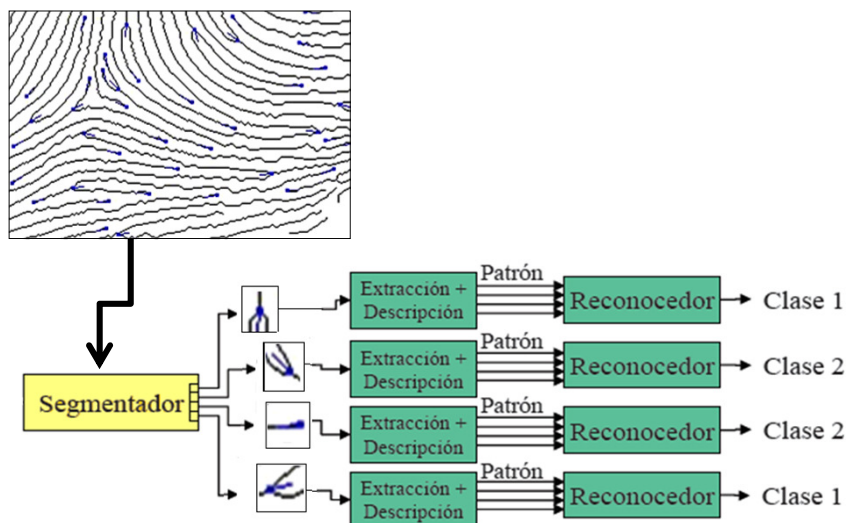 Patrón
Extracción +
Descripción
Reconocedor
Clase 1
Patrón
Extracción +
Descripción
Reconocedor
Clase 2
Segmentador
Patrón
Extracción +
Descripción
Reconocedor
Clase 2
Patrón
Extracción +
Descripción
Reconocedor
Clase 1